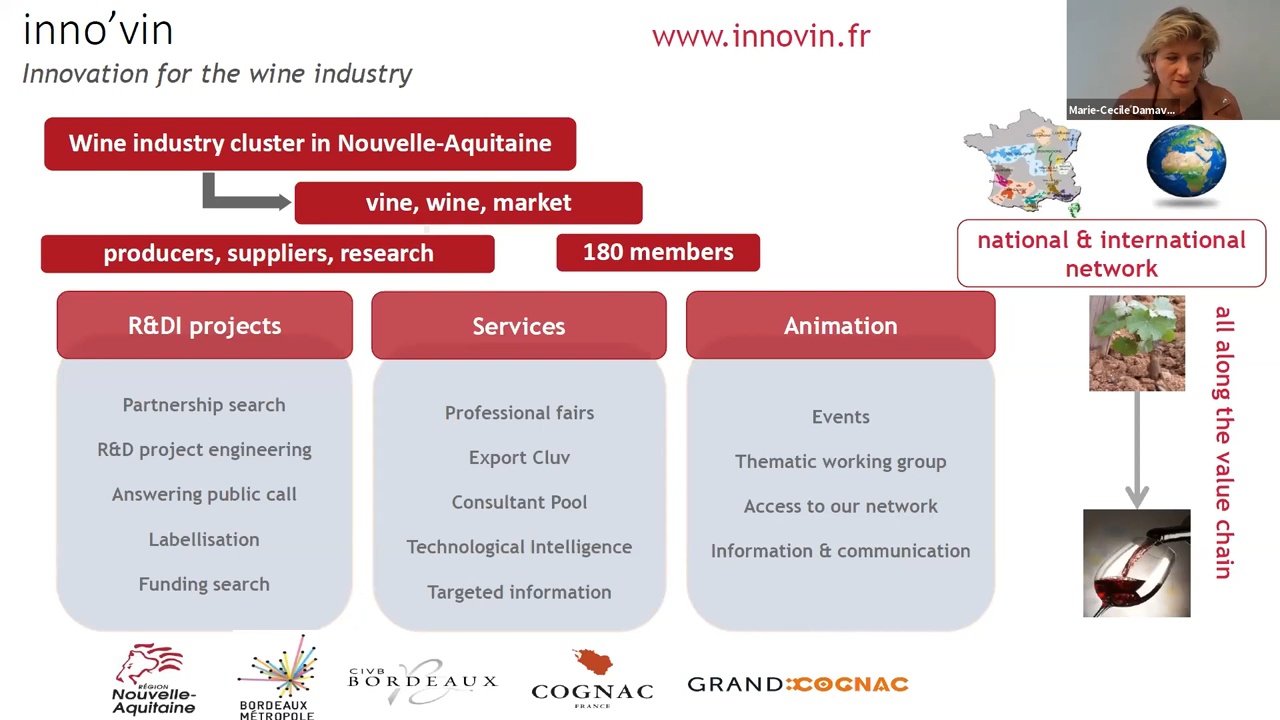 inno’vin
www.innovin.fr
Innovation for the wine industry
Marie-Cecile Damav...
Wine industry cluster in Nouvelle-Aquitaine
vine, wine, market
producers, suppliers, research
180 members
national & international
network
R&DI projects
Partnership search
R&D project engineering
Answering public call
Labellisation
Funding search
Services
Professional fairs
Export Cluv
Consultant Pool
Technological Intelligence
Targeted information
Animation
Events
Thematic working group
Access to our network
Information & communication
all along the value chain
RÉGION
Nouvelle-
Aquitaine
BORDEAUX
MÉTROPOLE
CIVB
BORDEAUX
COGNAC
FRANCE
GRAND COGNAC